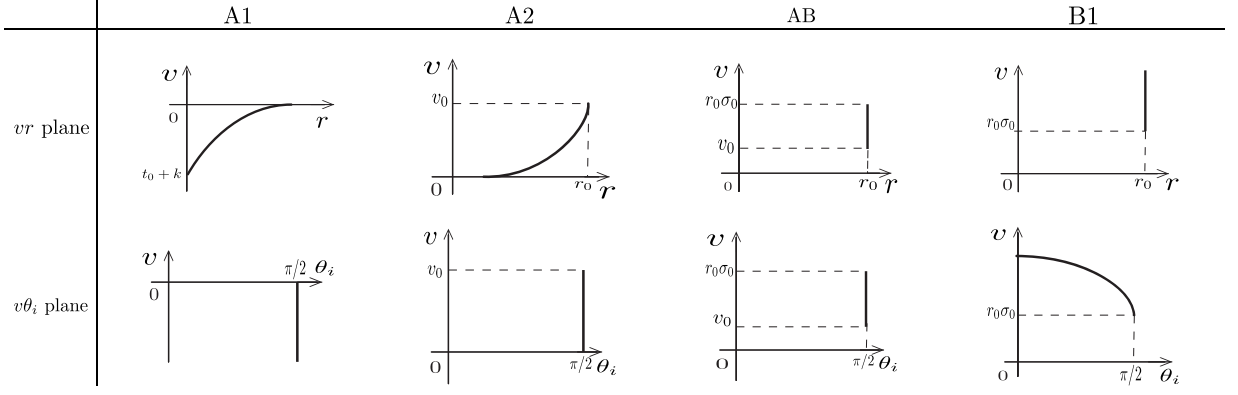 A1 A2 AB B1
vr plane
v
0
r
t₀ + k
v
v₀
0
r₀
r
v
r₀σ₀
v₀
0
r₀
r
v
r₀σ₀
0
r₀
r
vθᵢ plane
v
0
π/2
θᵢ
v
v₀
0
π/2
θᵢ
v
r₀σ₀
v₀
0
π/2
θᵢ
v
r₀σ₀
0
π/2
θᵢ